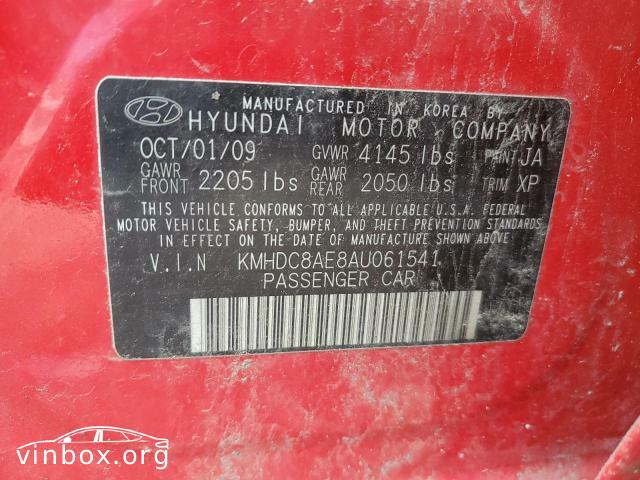 MANUFACTURED IN KOREA BY
HYUNDAI MOTOR COMPANY
OCT/01/09 GVWR 4145 lbs PAINT JA
GAWR FRONT 2205 lbs GAWR REAR 2050 lbs TRIM XP
THIS VEHICLE CONFORMS TO ALL APPLICABLE U.S.A. FEDERAL
MOTOR VEHICLE SAFETY, BUMPER, AND THEFT PREVENTION STANDARDS
IN EFFECT ON THE DATE OF MANUFACTURE SHOWN ABOVE.
V.I.N KMHDC8AE8AU061541
PASSENGER CAR
vinbox.org